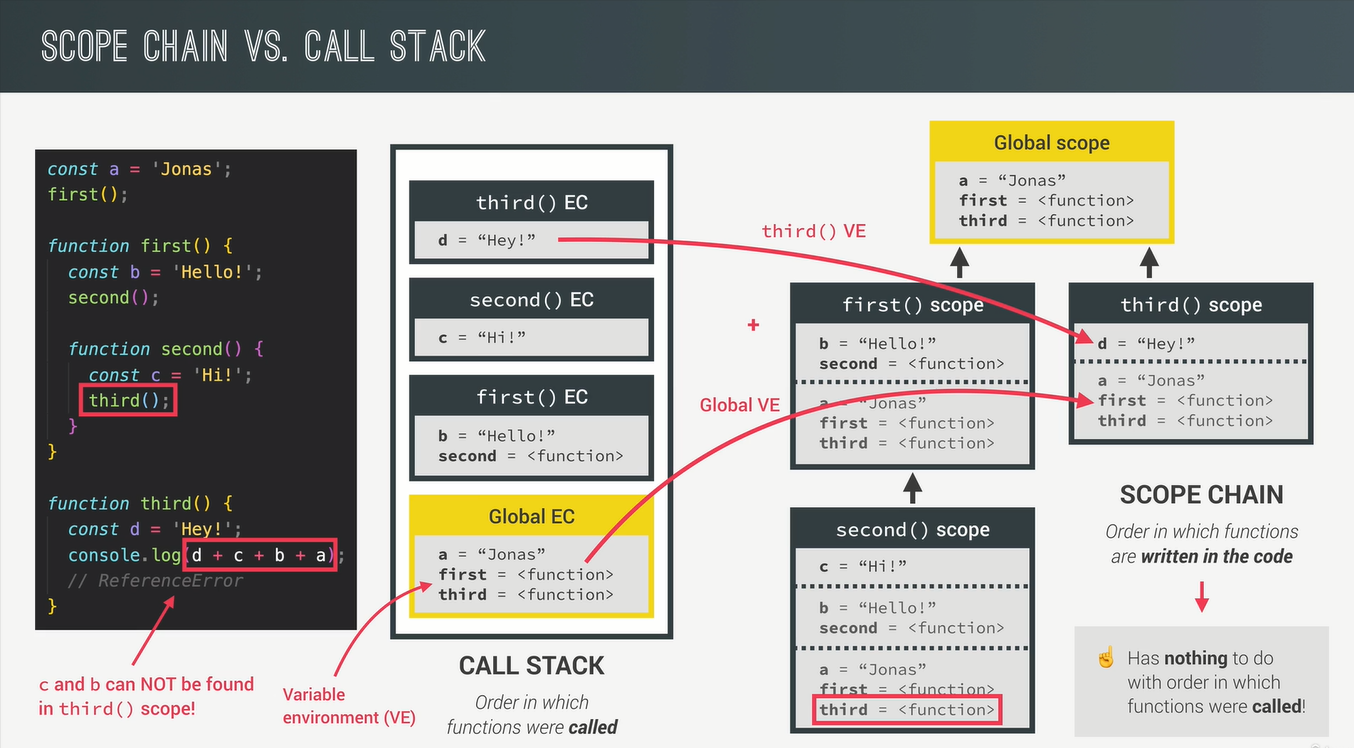 SCOPE CHAIN VS. CALL STACK
const a = 'Jonas';
first();
function first() {
const b = 'Hello!';
second();
function second() {
const c = 'Hi!';
third();
}
}
function third() {
const d = 'Hey!';
console.log(d + c + b + a);
// ReferenceError
}
c and b can NOT be found
in third() scope!
third() EC
d = “Hey!”
second() EC
c = “Hi!”
first() EC
b = “Hello!”
second = <function>
Global EC
a = “Jonas”
first = <function>
third = <function>
Variable
environment (VE)
CALL STACK
Order in which
functions were called
third() VE
+
Global VE
Global scope
a = “Jonas”
first = <function>
third = <function>
first() scope
b = “Hello!”
second = <function>
a = “Jonas”
first = <function>
third = <function>
second() scope
c = “Hi!”
b = “Hello!”
second = <function>
a = “Jonas”
first = <function>
third = <function>
third() scope
d = “Hey!”
a = “Jonas”
first = <function>
third = <function>
SCOPE CHAIN
Order in which functions
are written in the code
☝ Has nothing to do
with order in which
functions were called!